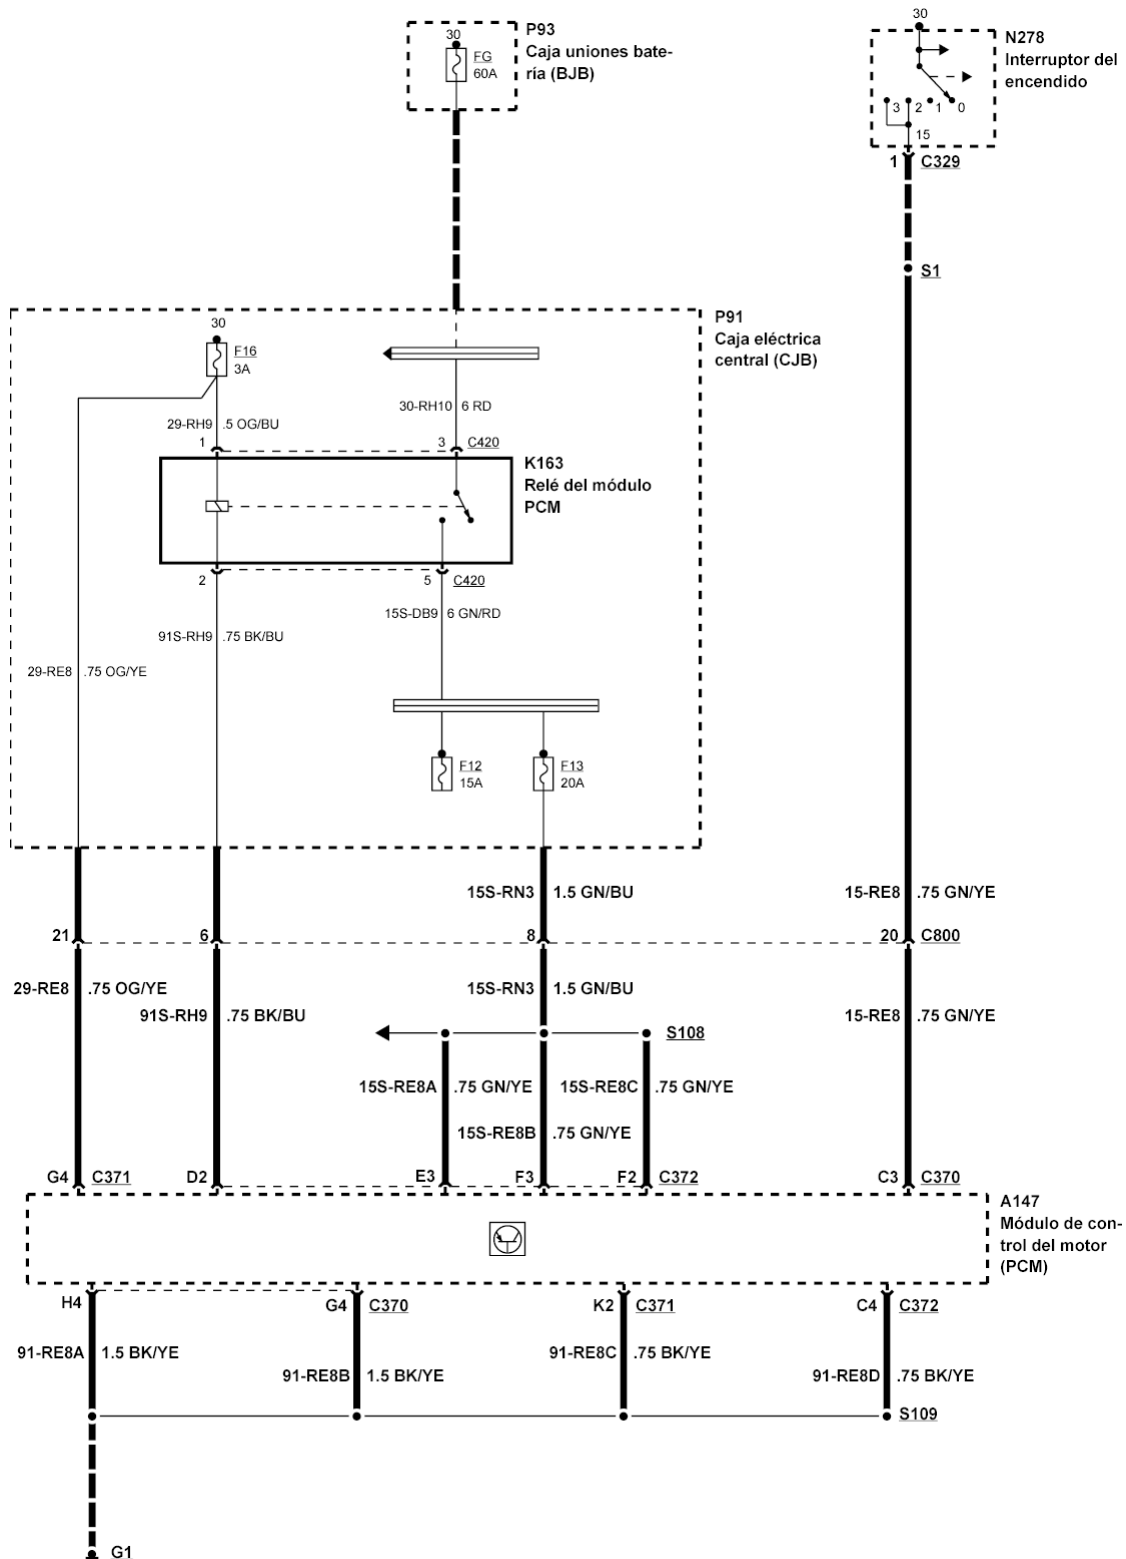 30
P93
Caja uniones bate-
ría (BJB)
FG
60A
30
N278
Interruptor del
encendido
3 2 1 0
15
1 C329
S1
P91
Caja eléctrica
central (CJB)
30
F16
3A
29-RH9 .5 OG/BU
30-RH10 6 RD
1 3 C420
K163
Relé del módulo
PCM
2 5 C420
15S-DB9 6 GN/RD
91S-RH9 .75 BK/BU
29-RE8 .75 OG/YE
F12
15A
F13
20A
15S-RN3 1.5 GN/BU 15-RE8 .75 GN/YE
21 6 8 20 C800
29-RE8 .75 OG/YE 15S-RN3 1.5 GN/BU
91S-RH9 .75 BK/BU 15-RE8 .75 GN/YE
S108
15S-RE8A .75 GN/YE 15S-RE8C .75 GN/YE
15S-RE8B .75 GN/YE
G4 C371 D2 E3 F3 F2 C372 C3 C370
A147
Módulo de con-
trol del motor
(PCM)
H4 G4 C370 K2 C371 C4 C372
91-RE8A 1.5 BK/YE 91-RE8C .75 BK/YE
91-RE8B 1.5 BK/YE 91-RE8D .75 BK/YE
S109
G1